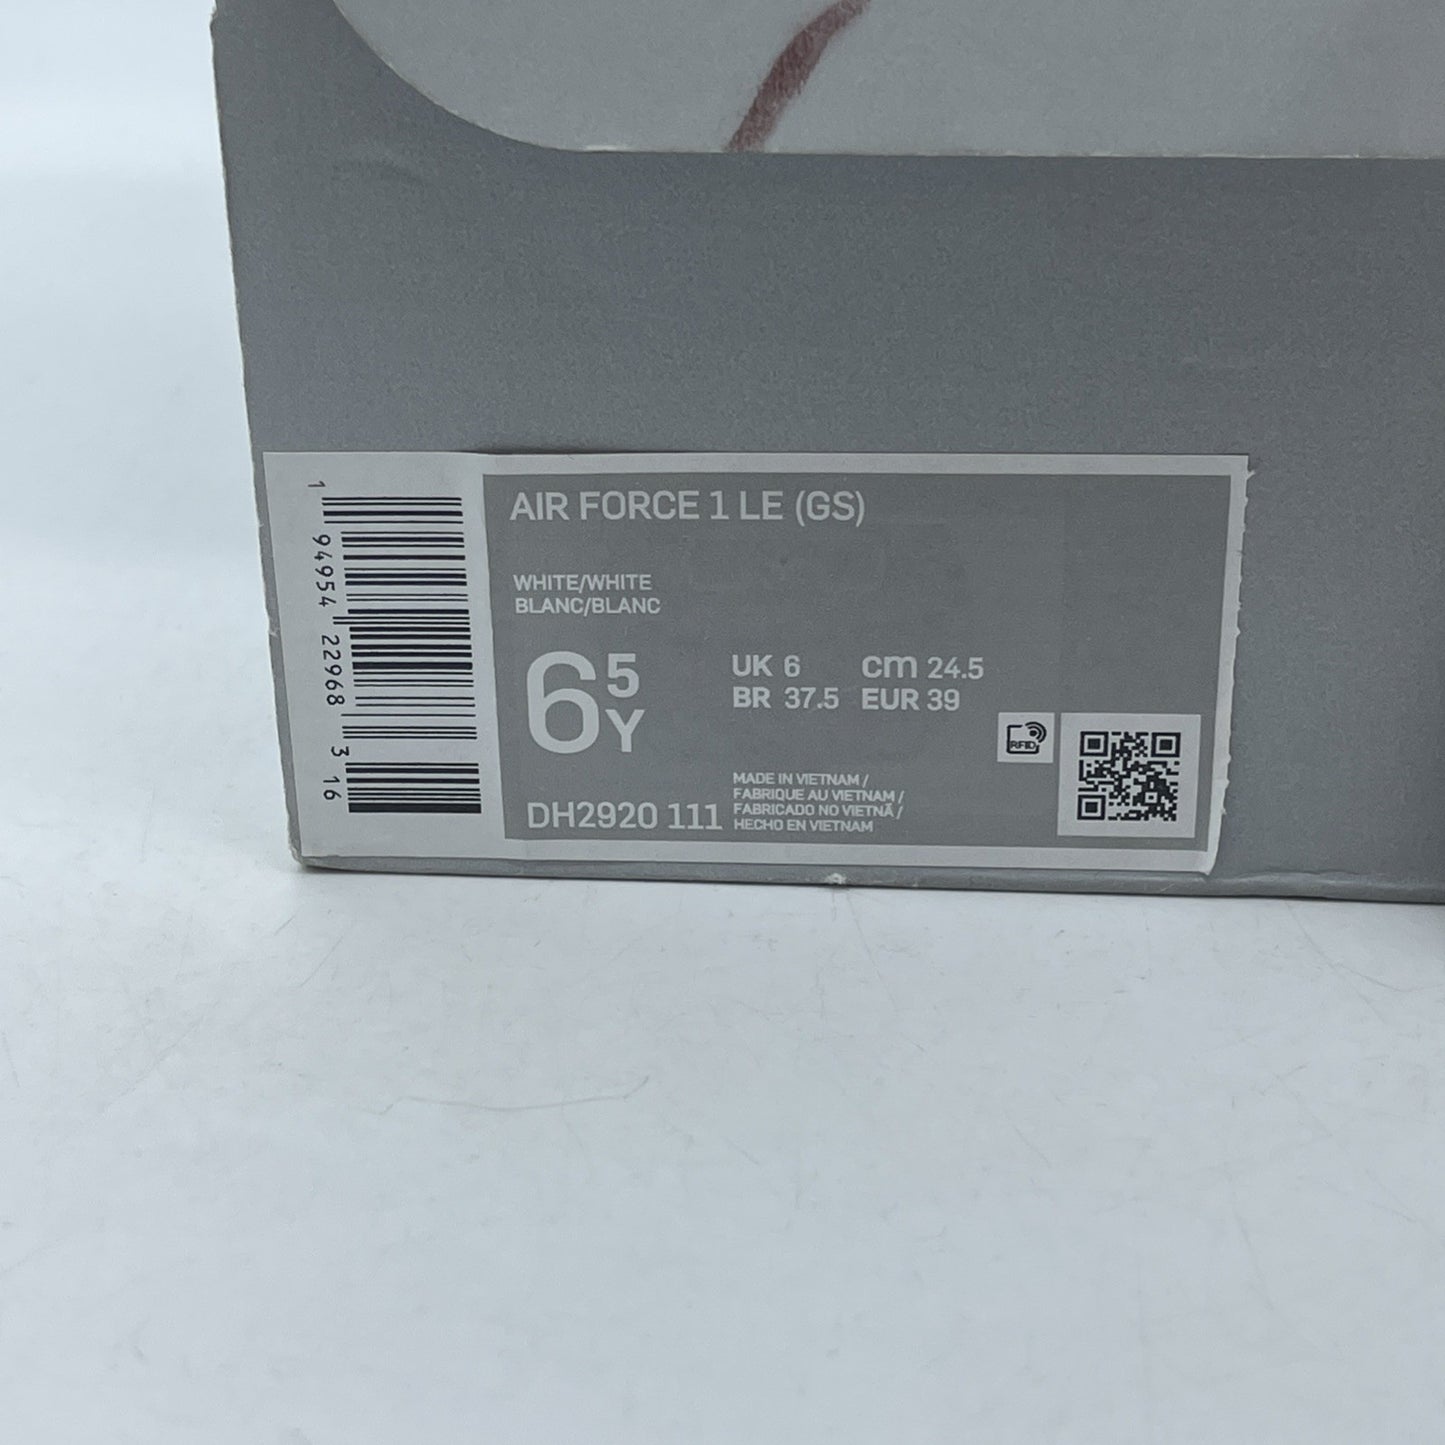 AIR FORCE 1 LE (GS)
WHITE/WHITE
BLANC/BLANC
6 5 Y
UK 6 cm 24.5
BR 37.5 EUR 39
RFID
DH2920 111
MADE IN VIETNAM /
FABRIQUE AU VIETNAM /
FABRICADO NO VIETNÃ /
HECHO EN VIETNAM
1 94954 22968 3 16